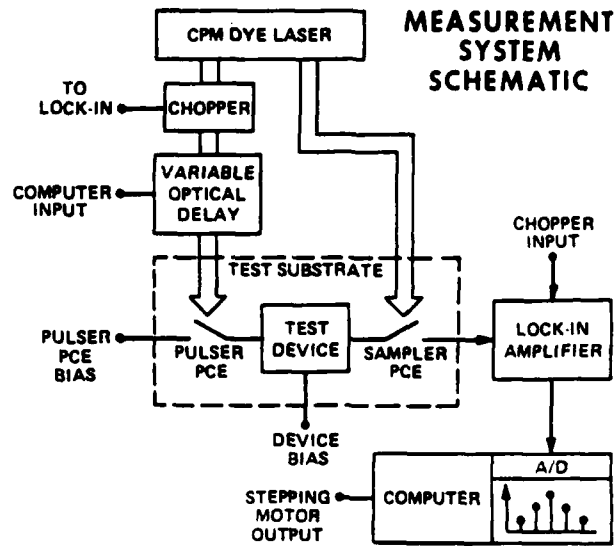 MEASUREMENT
SYSTEM
SCHEMATIC
CPM DYE LASER
TO
LOCK-IN
CHOPPER
VARIABLE
OPTICAL
DELAY
COMPUTER
INPUT
CHOPPER
INPUT
TEST SUBSTRATE
PULSER
PCE
BIAS
PULSER
PCE
TEST
DEVICE
SAMPLER
PCE
LOCK-IN
AMPLIFIER
DEVICE
BIAS
A/D
STEPPING
MOTOR
OUTPUT
COMPUTER